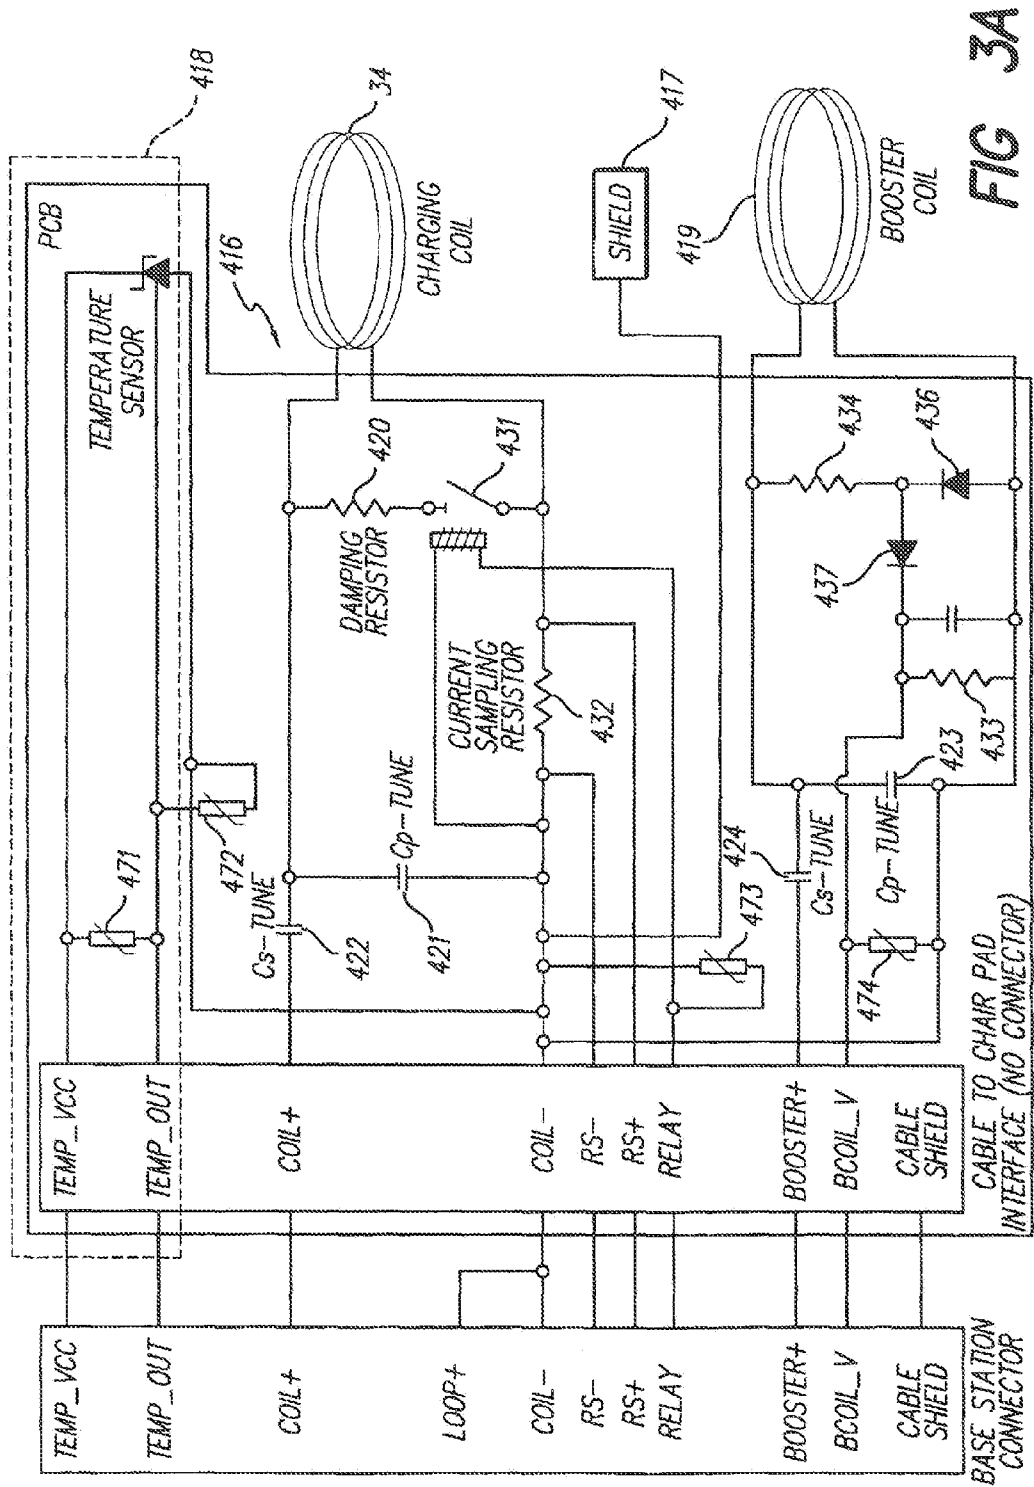 418
PCB
TEMPERATURE
SENSOR
471
472
416
34
CHARGING
COIL
417
SHIELD
420
431
DAMPING
RESISTOR
CURRENT
SAMPLING
RESISTOR
432
Cs-TUNE
422
Cp-TUNE
421
473
419
BOOSTER
COIL
434
436
437
433
423
424
Cs-TUNE
Cp-TUNE
474
TEMP_VCC
TEMP_OUT
COIL+
COIL-
RS-
RS+
RELAY
BOOSTER+
BCOIL_V
CABLE
SHIELD
CABLE TO CHAIR PAD
INTERFACE (NO CONNECTOR)
TEMP_VCC
TEMP_OUT
COIL+
LOOP+
COIL-
RS-
RS+
RELAY
BOOSTER+
BCOIL_V
CABLE
SHIELD
BASE STATION
CONNECTOR
FIG 3A